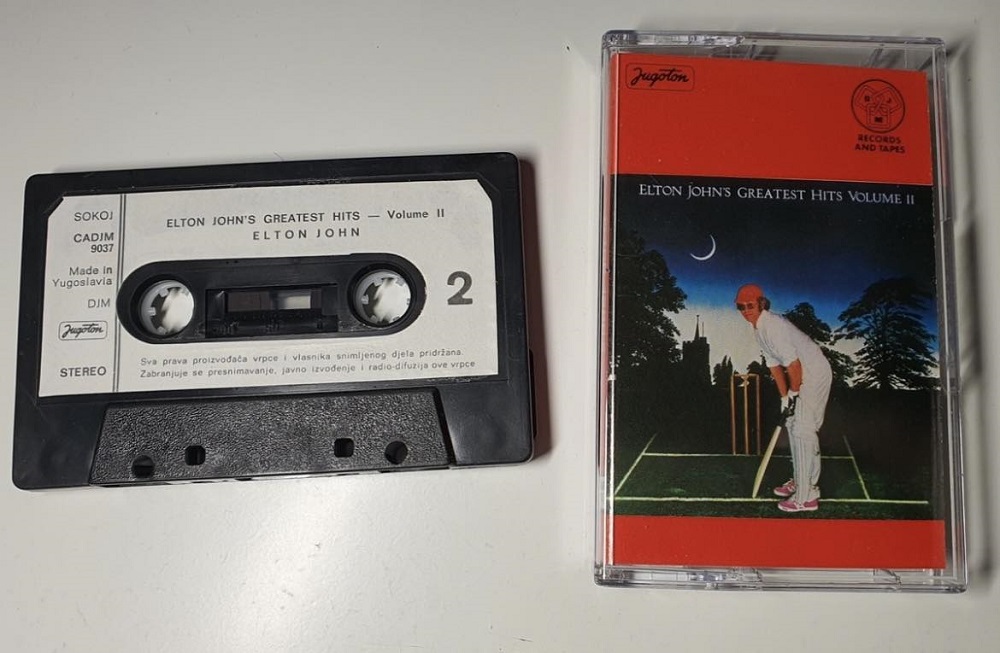 SOKOJ
CADJM
9037
Made in
Yugoslavia
DJM
Jugoton
STEREO
ELTON JOHN'S GREATEST HITS — Volume II
ELTON JOHN
2
Sva prava proizvođača vrpce i vlasnika snimljenog djela pridržana.
Zabranjuje se presnimavanje, javno izvođenje i radio-difuzija ove vrpce
Jugoton
D J
M
RECORDS
AND TAPES
ELTON JOHN'S GREATEST HITS VOLUME II